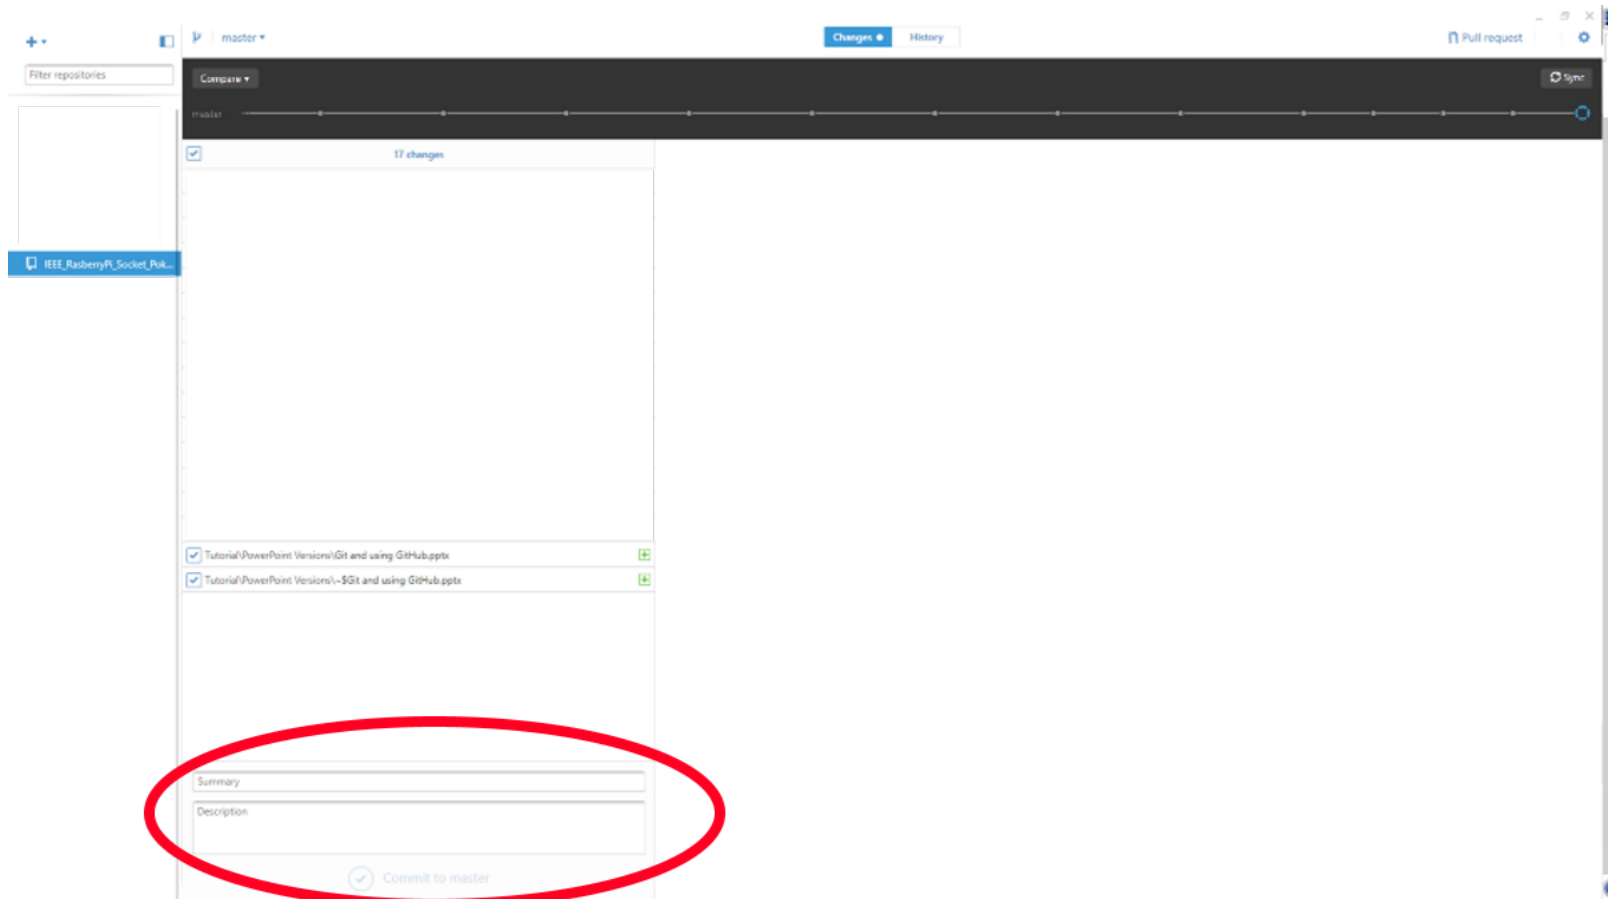 master
Changes
History
Pull request
Filter repositories
Compare
Sync
master
17 changes
IEEE_RasberryPi_Socket_Pok...
Tutorial\PowerPoint Versions\Git and using GitHub.pptx
Tutorial\PowerPoint Versions\~$Git and using GitHub.pptx
Summary
Description
Commit to master